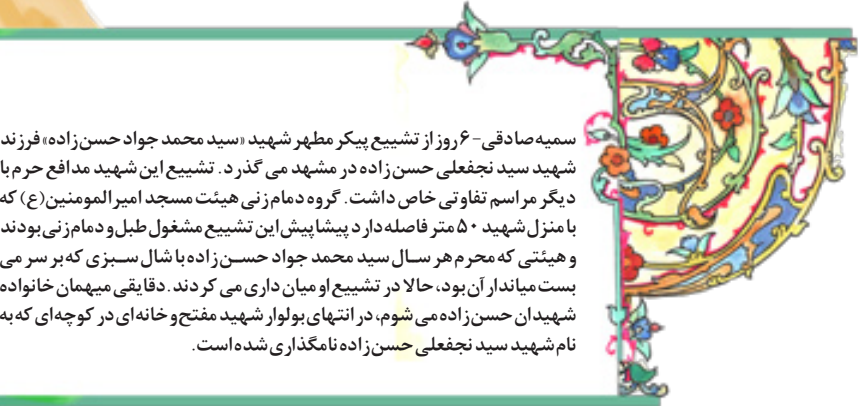 سمیه صادقی- ۶ روز از تشییع پیکر مطهر شهید «سید محمد جواد حسن زاده» فرزند
شهید سید نجفعلی حسن زاده در مشهد می گذر د. تشییع این شهید مدافع حرم با
دیگر مراسم تفاوتی خاص داشت. گروه دمام زنی هیئت مسجد امیرالمومنین(ع) که
با منزل شهید ۵۰ متر فاصله دارد پیشاپیش این تشییع مشغول طبل و دمام زنی بودند
و هیئتی که محرم هر سال سید محمد جواد حسن زاده با شال سبزی که بر سر می
بست میاندار آن بود، حالا در تشییع او میان داری می کردند. دقایقی میهمان خانواده
شهیدان حسن زاده می شوم، در انتهای بولوار شهید مفتح و خانه ای در کوچه ای که به
نام شهید سید نجفعلی حسن زاده نامگذاری شده است.